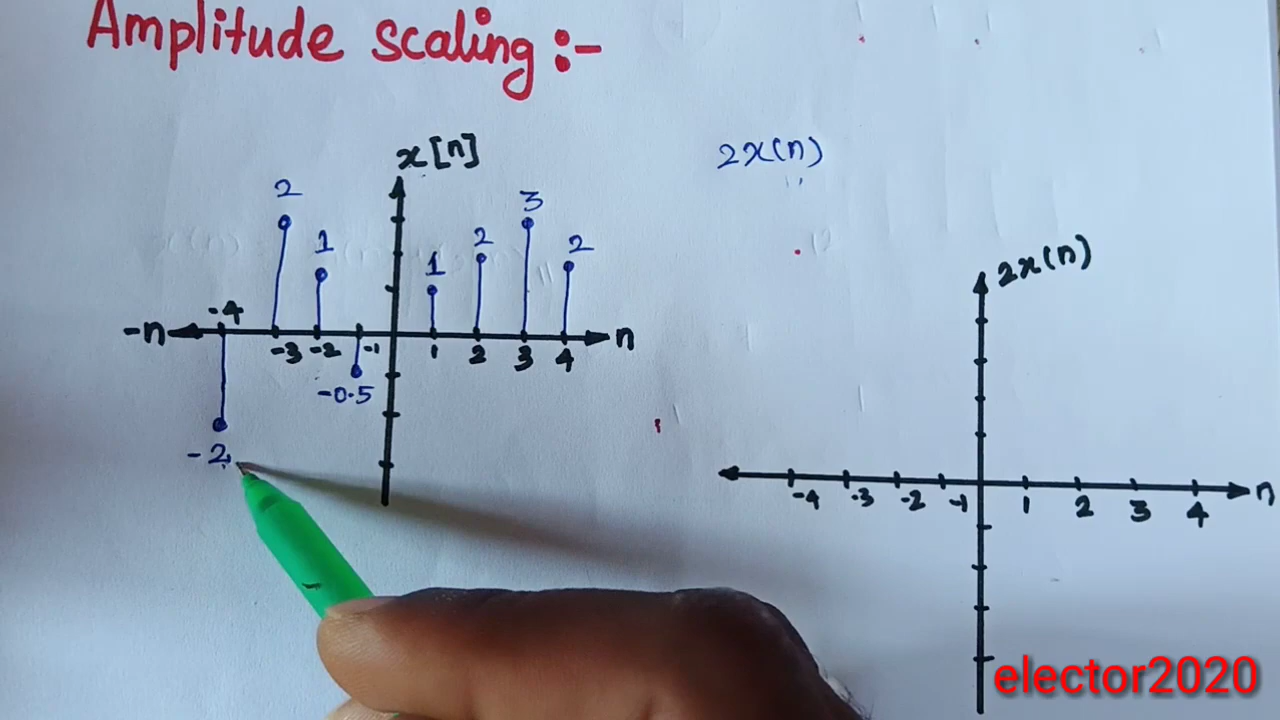 Amplitude scaling :-
x[n]
2x(n)
2
1
1
2
3
2
-4
-n
n
-3 -2 -1
1 2 3 4
-0.5
-2
2x(n)
-4 -3 -2 -1 1 2 3 4 n
elector2020